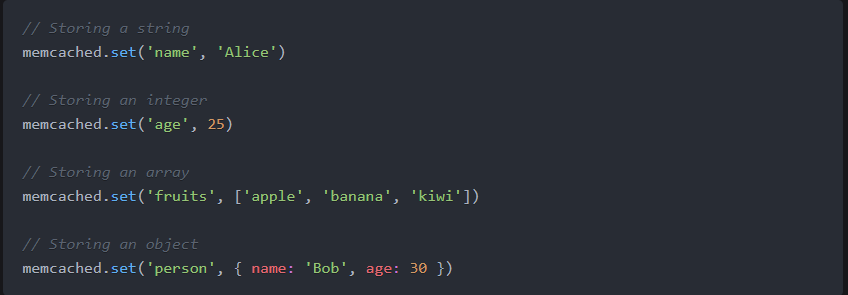 // Storing a string
memcached.set('name', 'Alice')
// Storing an integer
memcached.set('age', 25)
// Storing an array
memcached.set('fruits', ['apple', 'banana', 'kiwi'])
// Storing an object
memcached.set('person', { name: 'Bob', age: 30 })